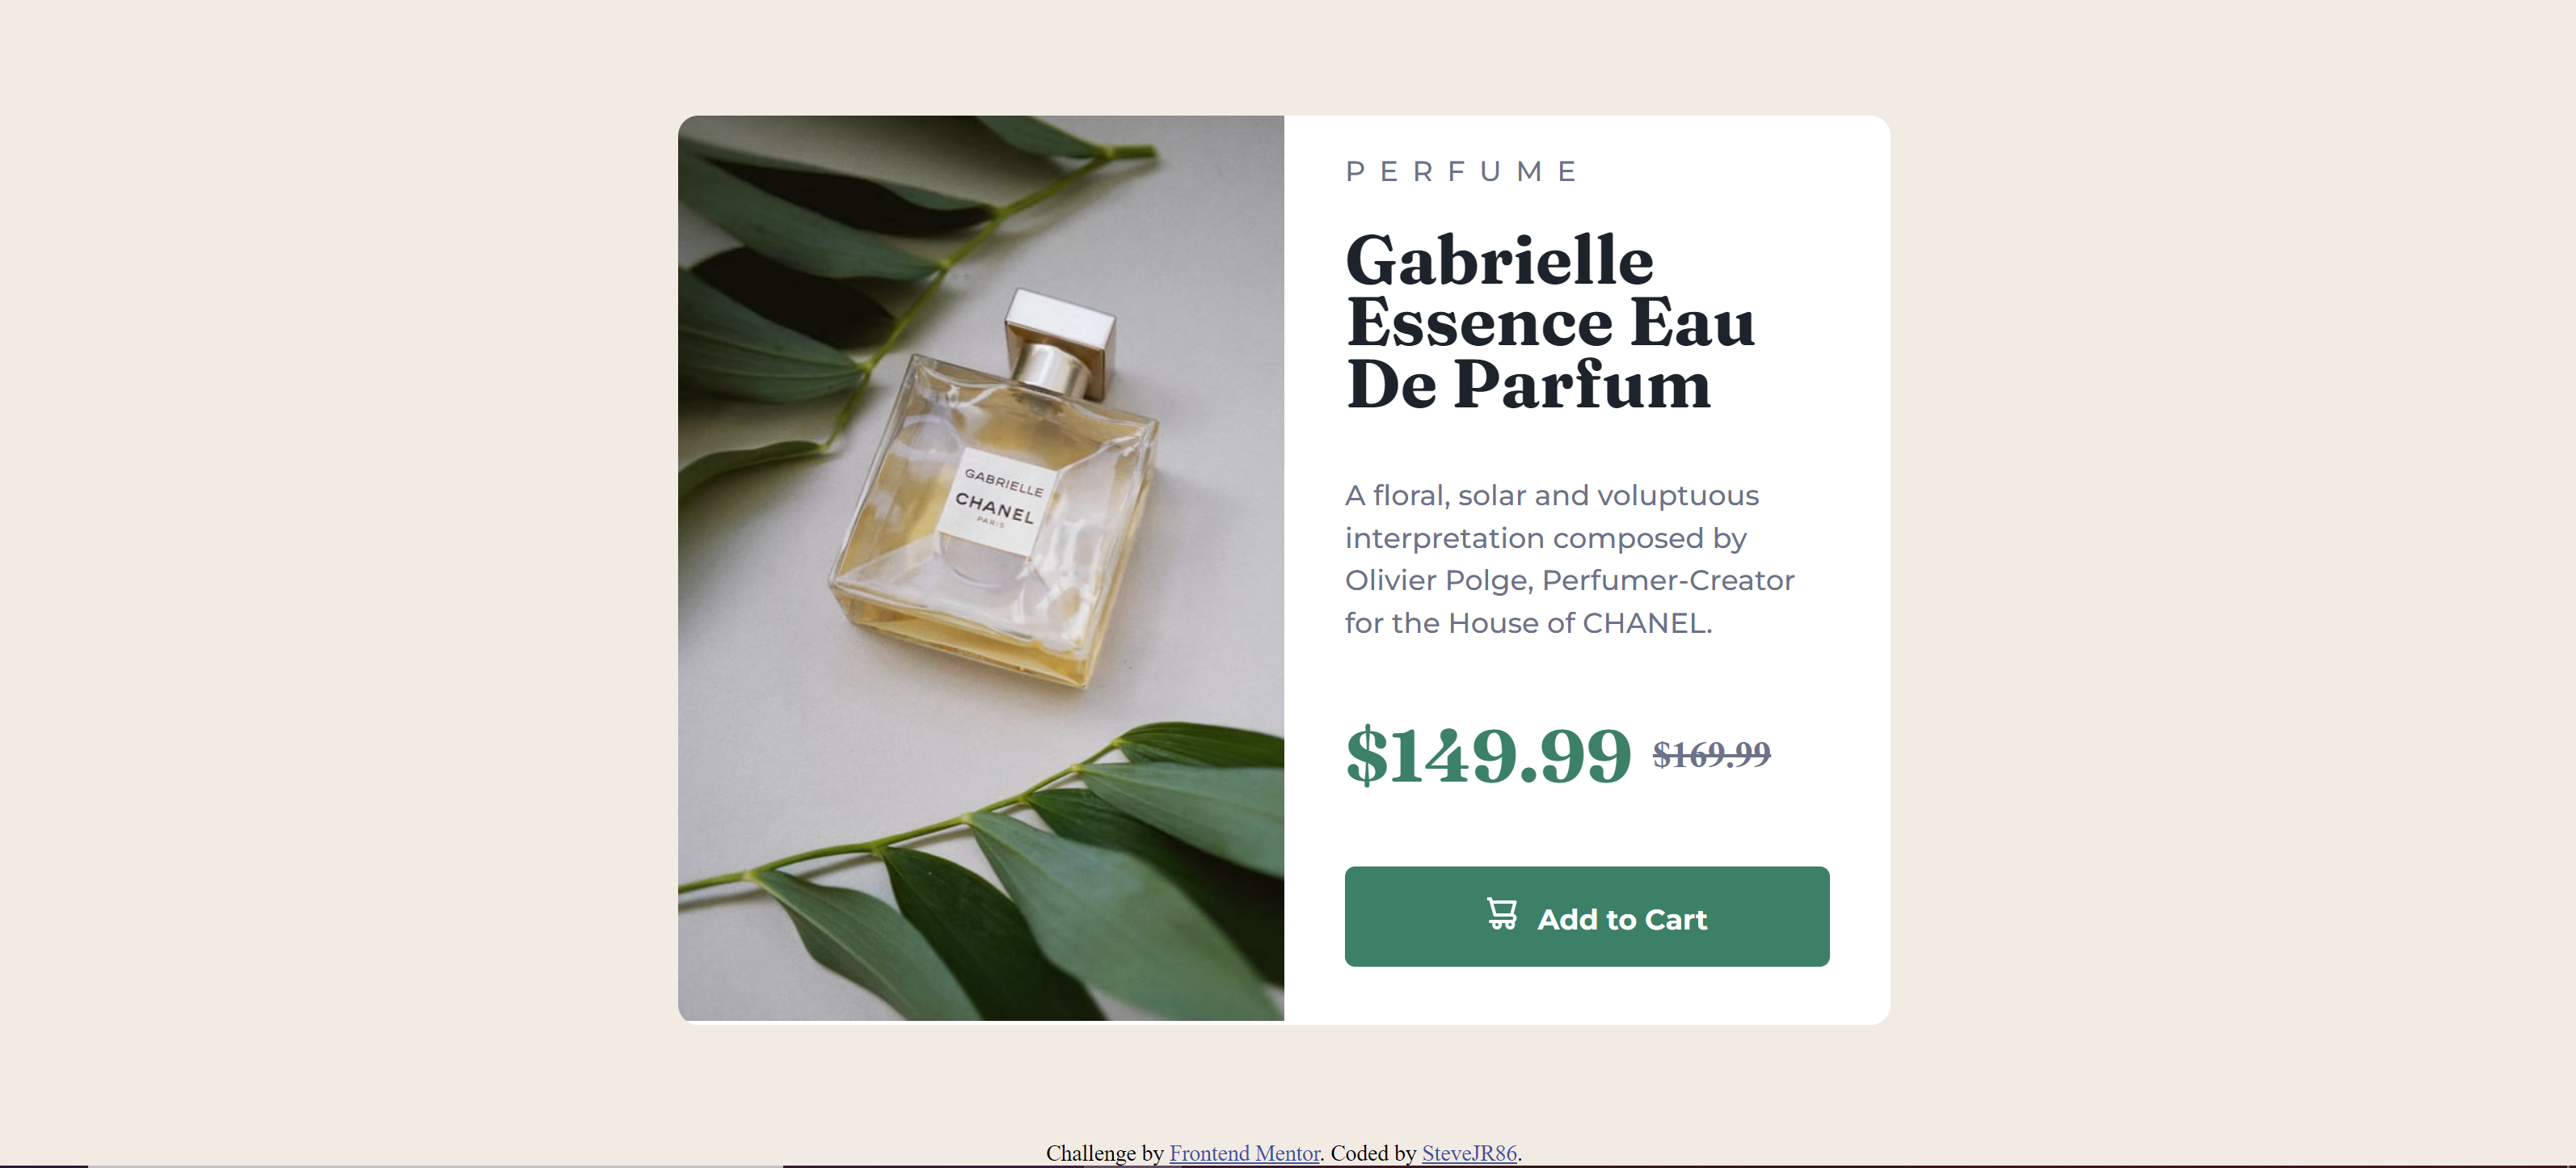 GABRIELLE
CHANEL
PARIS
PERFUME
Gabrielle
Essence Eau
De Parfum
A floral, solar and voluptuous
interpretation composed by
Olivier Polge, Perfumer-Creator
for the House of CHANEL.
$149.99 $169.99
Add to Cart
Challenge by Frontend Mentor. Coded by SteveJR86.